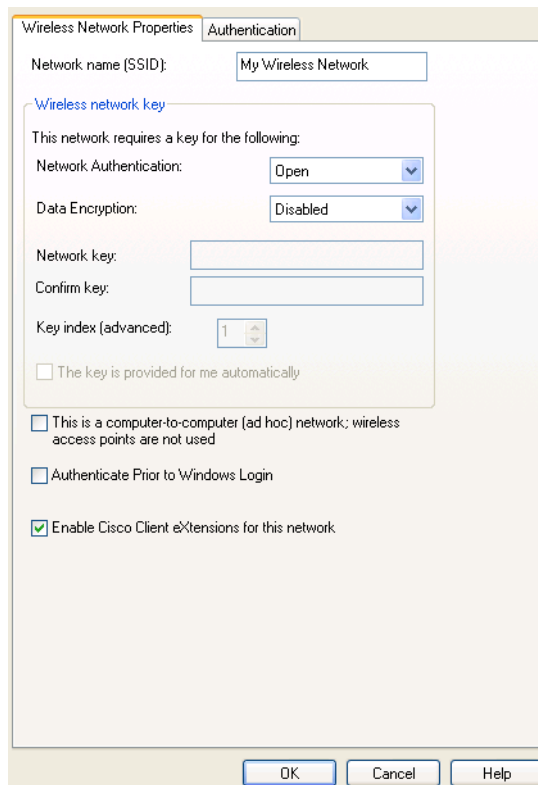 Wireless Network Properties
Authentication
Network name (SSID):
My Wireless Network
Wireless network key
This network requires a key for the following:
Network Authentication:
Open
Data Encryption:
Disabled
Network key:
Confirm key:
Key index (advanced):
1
The key is provided for me automatically
This is a computer-to-computer (ad hoc) network; wireless
access points are not used
Authenticate Prior to Windows Login
Enable Cisco Client eXtensions for this network
OK
Cancel
Help